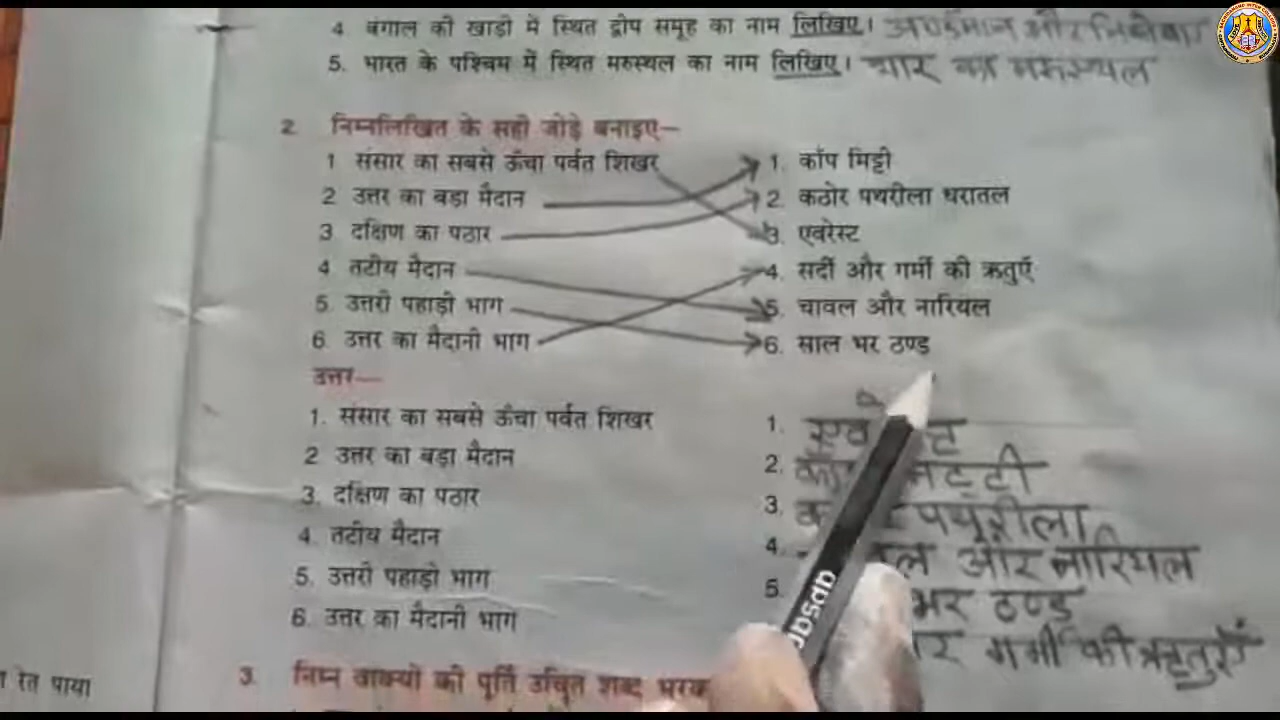 4 बंगाल की खाड़ी में स्थित द्वीप समूह का नाम लिखिए। अण्डमान और निकोबार
5. भारत के पश्चिम में स्थित मरुस्थल का नाम लिखिए। थार का मरुस्थल
2. निम्नलिखित के सही जोड़े बनाइए–
1 संसार का सबसे ऊँचा पर्वत शिखर 1. काँप मिट्टी
2 उत्तर का बड़ा मैदान 2. कठोर पथरीला धरातल
3 दक्षिण का पठार 3. एवरेस्ट
4 तटीय मैदान 4. सर्दी और गर्मी की ऋतुएँ
5. उत्तरी पहाड़ी भाग 5. चावल और नारियल
6. उत्तर का मैदानी भाग 6. साल भर ठण्ड
उत्तर—
1. संसार का सबसे ऊँचा पर्वत शिखर 1.
2 उत्तर का बड़ा मैदान 2.
3. दक्षिण का पठार 3. पथरीला
4. तटीय मैदान 4. और नारियल
5. उत्तरी पहाड़ी भाग 5. भर ठण्ड
6. उत्तर का मैदानी भाग गर्मी की ऋतुएँ
रेत पाया
3. निम्न वाक्यों की पूर्ति उचित शब्द
apsara